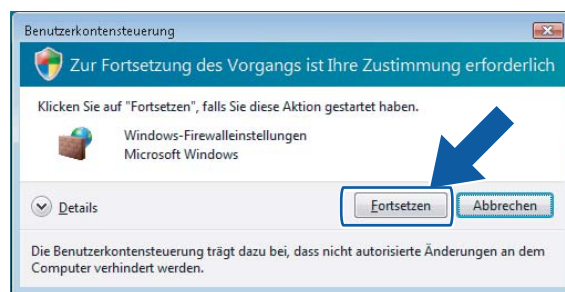 Benutzerkontensteuerung
Zur Fortsetzung des Vorgangs ist Ihre Zustimmung erforderlich
Klicken Sie auf "Fortsetzen", falls Sie diese Aktion gestartet haben.
Windows-Firewalleinstellungen
Microsoft Windows
Details
Fortsetzen
Abbrechen
Die Benutzerkontensteuerung trägt dazu bei, dass nicht autorisierte Änderungen an dem
Computer verhindert werden.